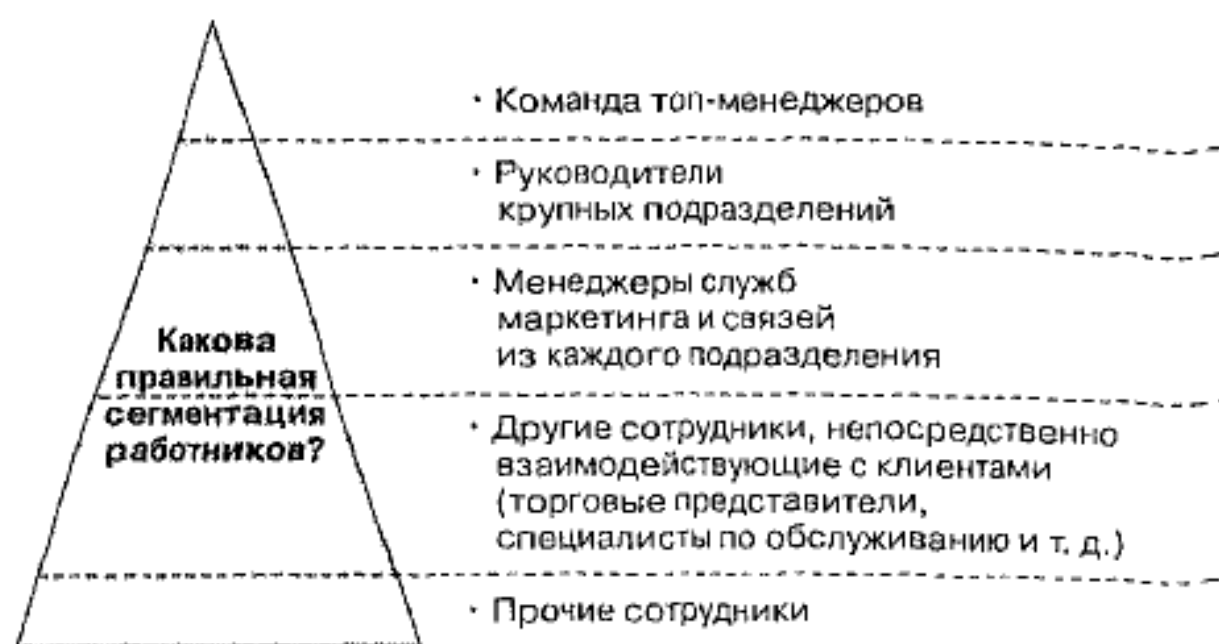 · Команда топ-менеджеров
· Руководители
крупных подразделений
· Менеджеры служб
маркетинга и связей
из каждого подразделения
Какова
правильная
сегментация
работников?
· Другие сотрудники, непосредственно
взаимодействующие с клиентами
(торговые представители,
специалисты по обслуживанию и т. д.)
· Прочие сотрудники